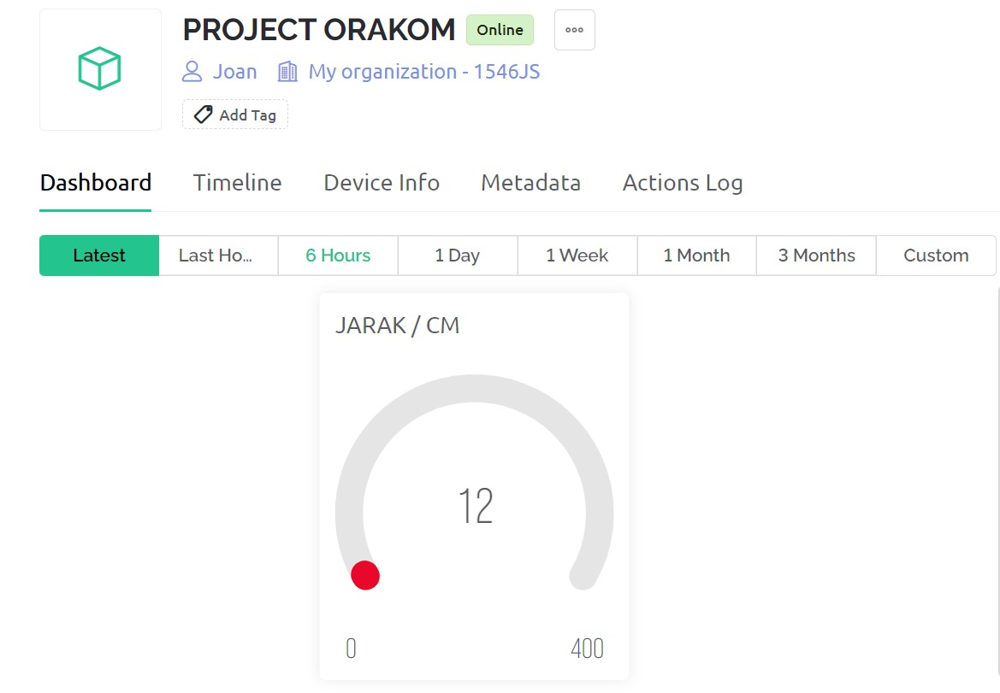 PROJECT ORAKOM Online
Joan My organization - 1546JS
Add Tag
Dashboard Timeline Device Info Metadata Actions Log
Latest Last Ho... 6 Hours 1 Day 1 Week 1 Month 3 Months Custom
JARAK / CM
12
0 400